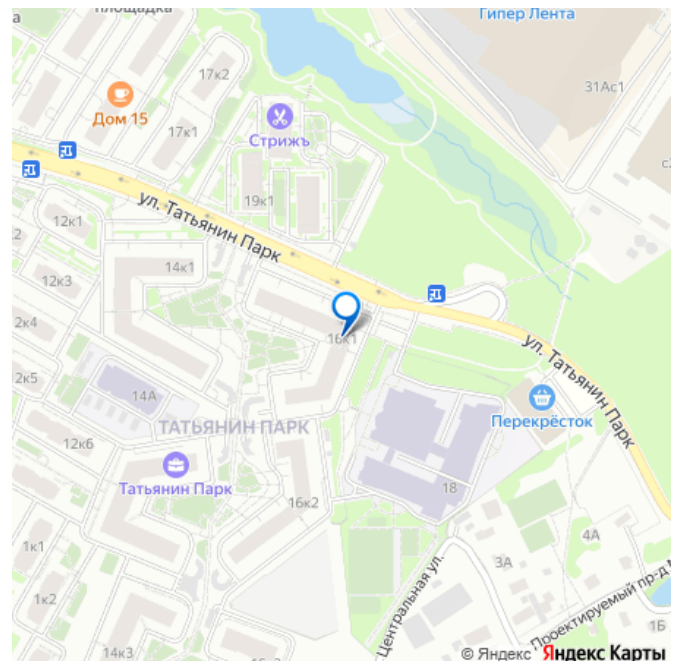 площадка
а
Гипер Лента
17к2
31Ас1
Дом 15
17к1
Стрижъ
19к1
ул. Татьянин Парк
12к1
2
14к1
12к3
2к4
16к1
ул. Татьянин Парк
2к5
14А
Перекрёсток
ТАТЬЯНИН ПАРК
12к6
Татьянин Парк
18
16к2
4А
1к1
3А
Центральная ул.
Проектируемый пр-д
1к2
1Б
14к3
© Яндекс Яндекс Карты